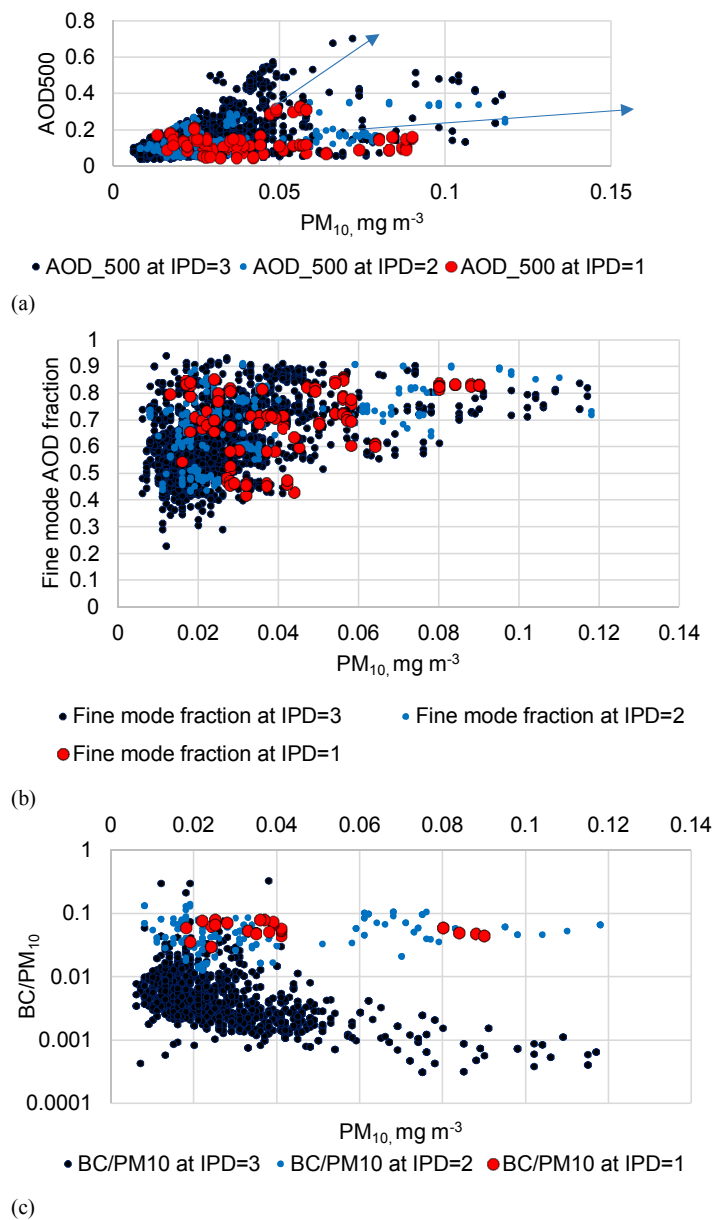 0.8
0.6
0.4
0.2
0
AOD500
0 0.05 0.1 0.15
PM10, mg m-3
AOD_500 at IPD=3 AOD_500 at IPD=2 AOD_500 at IPD=1
(a)
1
0.9
0.8
0.7
0.6
0.5
0.4
0.3
0.2
0.1
0
Fine mode AOD fraction
0 0.02 0.04 0.06 0.08 0.1 0.12 0.14
PM10, mg m-3
Fine mode fraction at IPD=3 Fine mode fraction at IPD=2
Fine mode fraction at IPD=1
(b)
0 0.02 0.04 0.06 0.08 0.10 0.12 0.14
1
0.1
0.01
0.001
0.0001
BC/PM10
PM10, mg m-3
BC/PM10 at IPD=3 BC/PM10 at IPD=2 BC/PM10 at IPD=1
(c)